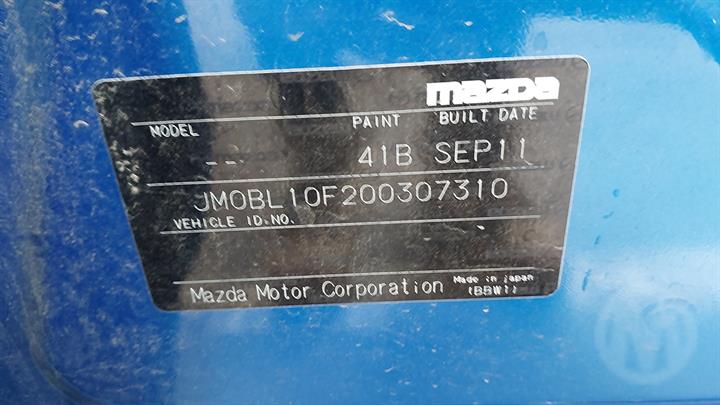 mazda
MODEL PAINT BUILT DATE
-- 41B SEP11
JM0BL10F200307310
VEHICLE ID.NO.
Mazda Motor Corporation Made in Japan
(BBW1)
M